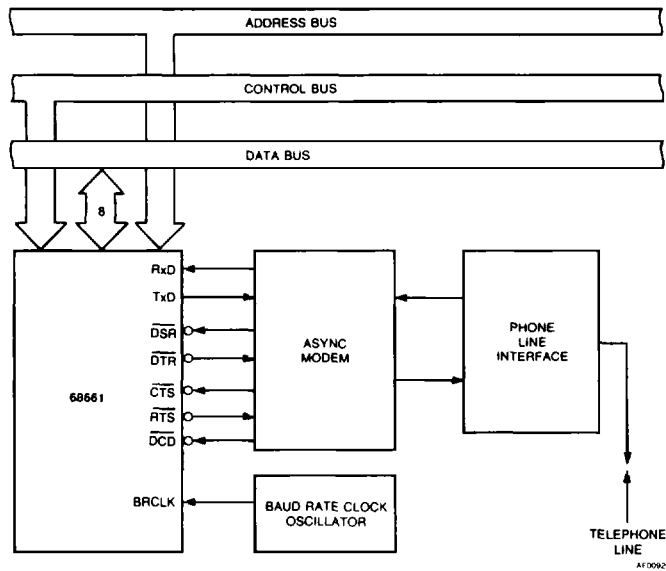 ADDRESS BUS
CONTROL BUS
DATA BUS
8
RxD
TxD
DSR
DTR
CTS
RTS
DCD
BRCLK
68661
ASYNC
MODEM
PHONE
LINE
INTERFACE
BAUD RATE CLOCK
OSCILLATOR
TELEPHONE
LINE